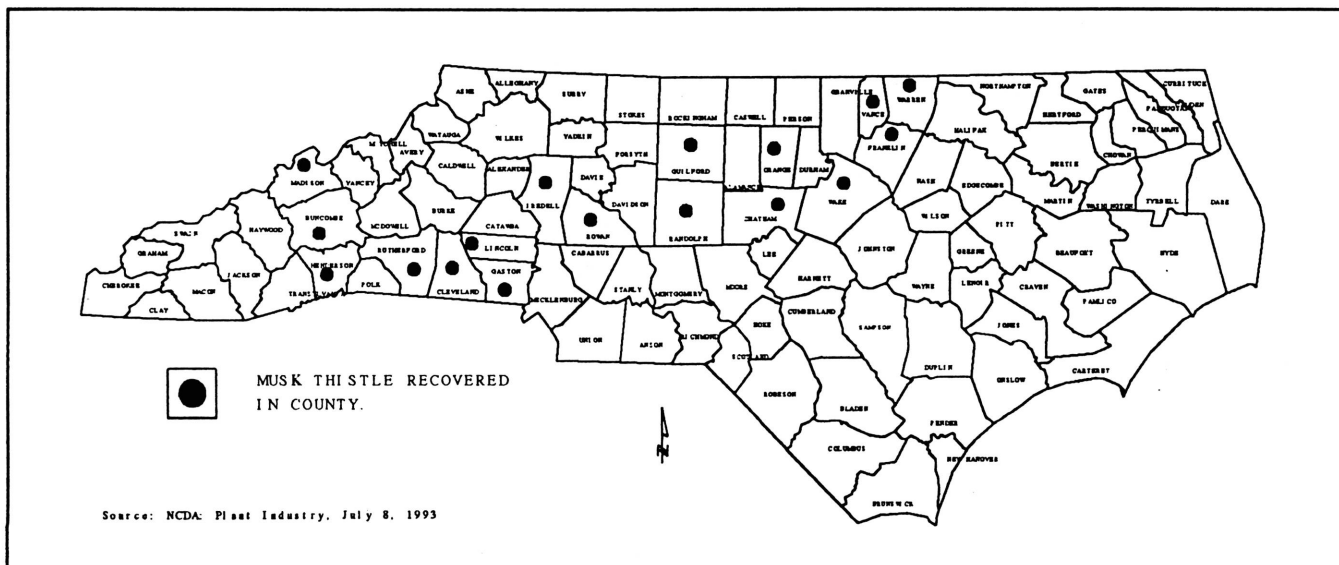 ALLEGHANY
ASHE
SURRY
STOKES
ROCKINGHAM
CASWELL
PERSON
GRANVILLE
VANCE
WARREN
NORTHAMPTON
GATES
CURRITUCK
HERTFORD
PERQUIMANS
WATAUGA
WILKES
YADKIN
FORSYTH
GUILFORD
ORANGE
DURHAM
FRANKLIN
HALIFAX
BERTIE
CHOWAN
MITCHELL
AVERY
CALDWELL
ALEXANDER
DAVIE
MADISON
YANCEY
IREDELL
DAVIDSON
WAKE
NASH
EDGECOMBE
MARTIN
WASHINGTON
TYRRELL
DARE
BUNCOMBE
MCDOWELL
BURKE
CATAWBA
ROWAN
RANDOLPH
CHATHAM
WILSON
PITT
SWAIN
HAYWOOD
RUTHERFORD
LINCOLN
CABARRUS
LEE
JOHNSTON
GREENE
BEAUFORT
HYDE
GRAHAM
JACKSON
HENDERSON
POLK
CLEVELAND
GASTON
HARNETT
WAYNE
LENOIR
CRAVEN
PAMLICO
CHEROKEE
MACON
CLAY
MECKLENBURG
STANLY
MONTGOMERY
MOORE
CUMBERLAND
SAMPSON
JONES
UNION
ANSON
RICHMOND
HOKE
SCOTLAND
DUPLIN
ONSLOW
CARTERET
ROBESON
BLADEN
PENDER
COLUMBUS
NEW HANOVER
BRUNSWICK
MUSK THISTLE RECOVERED
IN COUNTY.
N
Source: NCDA: Plant Industry, July 8, 1993